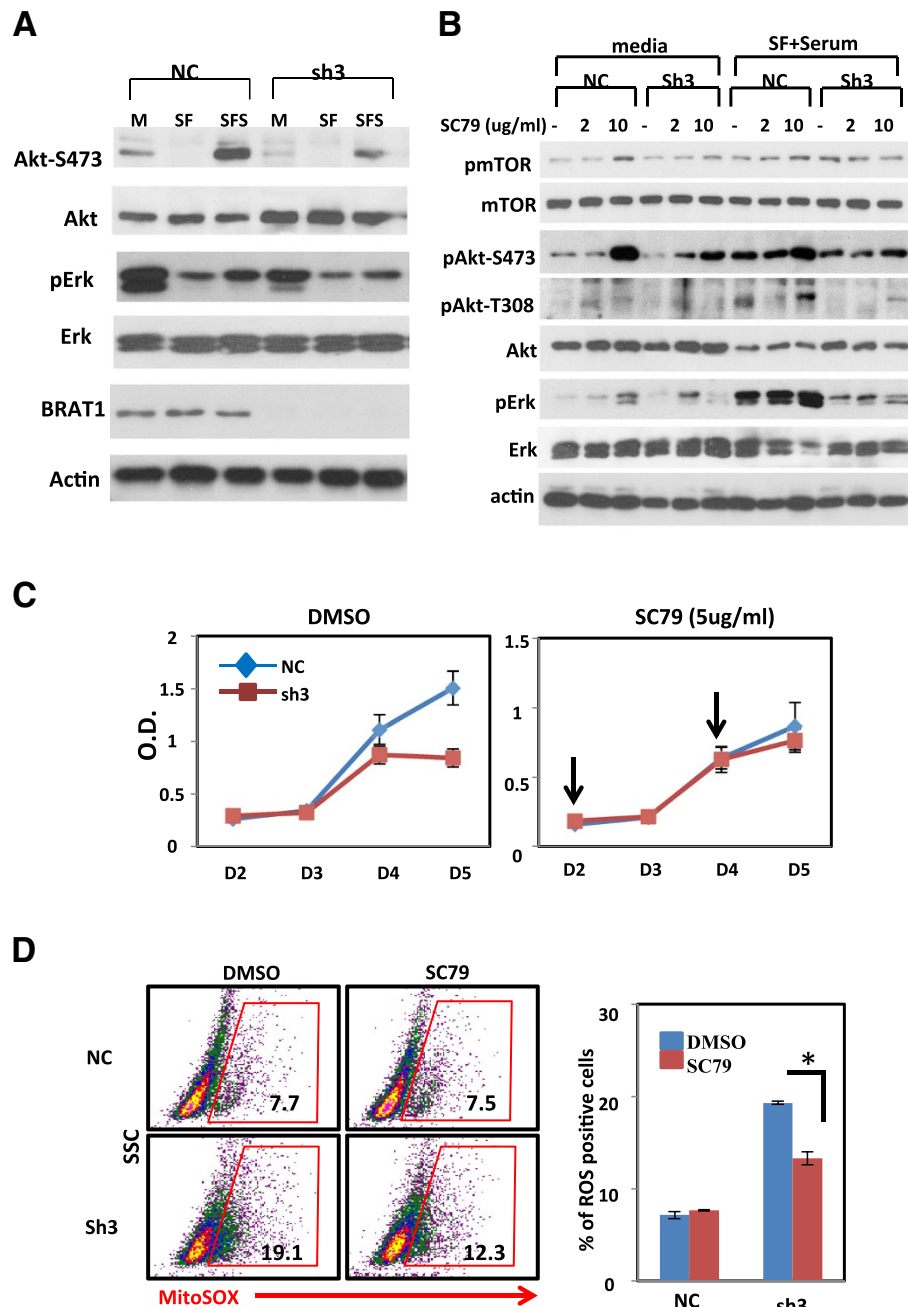 A
NC sh3
M SF SFS M SF SFS
Akt-S473
Akt
pErk
Erk
BRAT1
Actin
B
media SF+Serum
NC Sh3 NC Sh3
SC79 (ug/ml) - 2 10 - 2 10 - 2 10 - 2 10
pmTOR
mTOR
pAkt-S473
pAkt-T308
Akt
pErk
Erk
actin
C
DMSO
O.D.
2
1.5
1
0.5
0
NC
sh3
D2 D3 D4 D5
SC79 (5ug/ml)
1.5
1
0.5
0
D2 D3 D4 D5
D
DMSO SC79
NC
7.7 7.5
SSC
Sh3
19.1 12.3
MitoSOX
% of ROS positive cells
30
20
10
0
DMSO
SC79
*
NC sh3